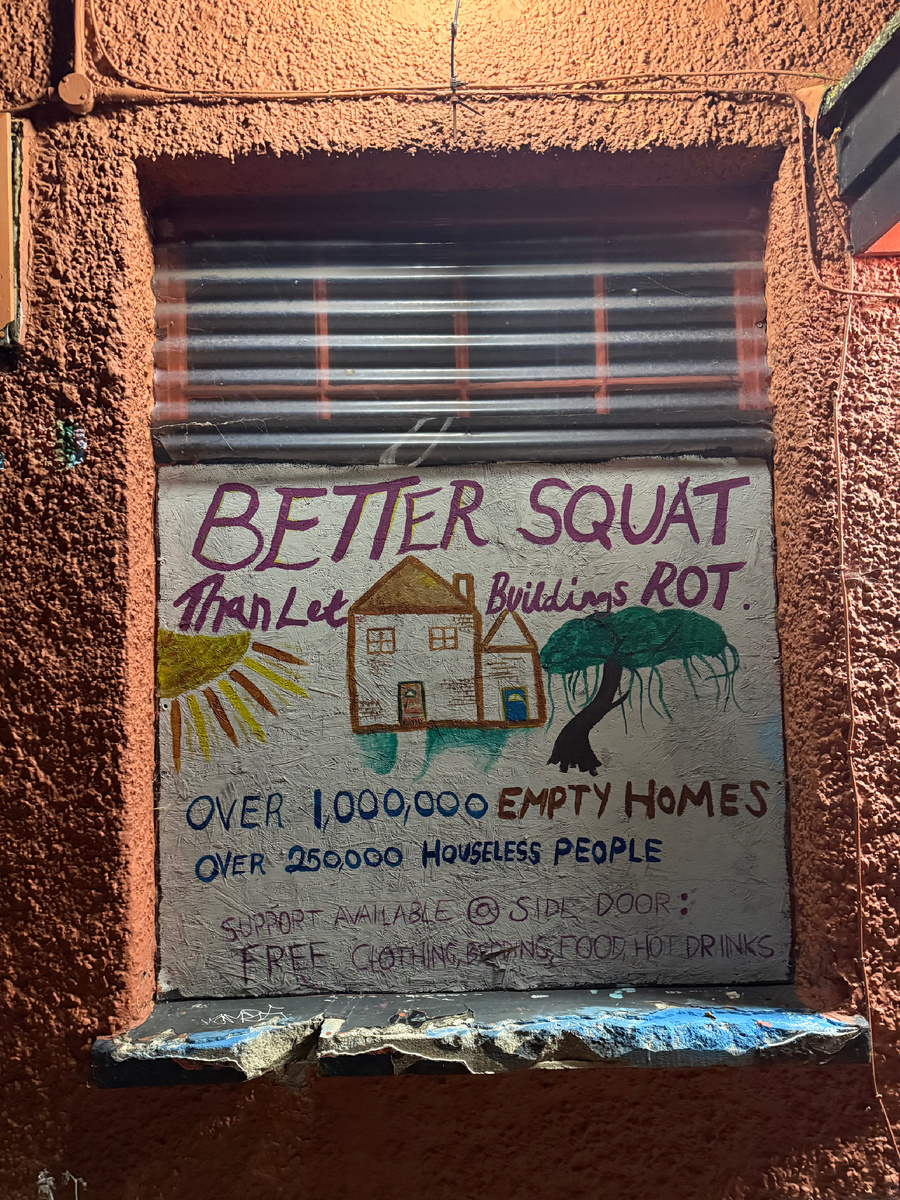 BETTER SQUAT
Than Let Buildings ROT.
OVER 1,000,000 EMPTY HOMES
OVER 250,000 HOUSELESS PEOPLE
SUPPORT AVAILABLE @ SIDE DOOR:
FREE CLOTHING, BEDDING, FOOD, HOT DRINKS